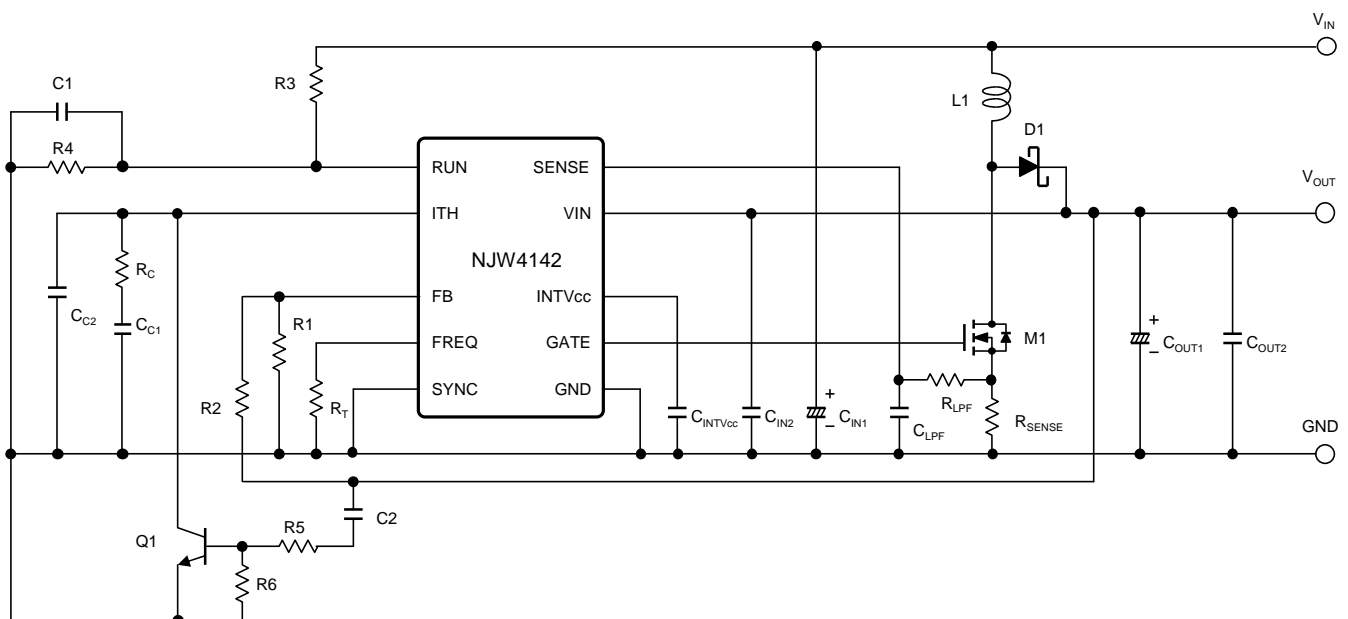 V_IN
C1
R3
L1
D1
R4
V_OUT
RUN
SENSE
ITH
VIN
NJW4142
R_C
C_C2
C_C1
FB
R1
INTVcc
FREQ
GATE
M1
C_OUT1
C_OUT2
SYNC
GND
R2
R_T
C_INTVcc
C_IN2
+
−
C_IN1
R_LPF
C_LPF
R_SENSE
+
−
GND
C2
R5
Q1
R6